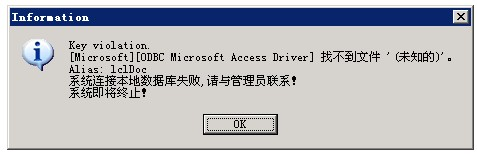 Information
Key violation.
[Microsoft][ODBC Microsoft Access Driver] 找不到文件 '(未知的)'。
Alias: lclDoc
系统连接本地数据库失败,请与管理员联系!
系统即将终止!
OK